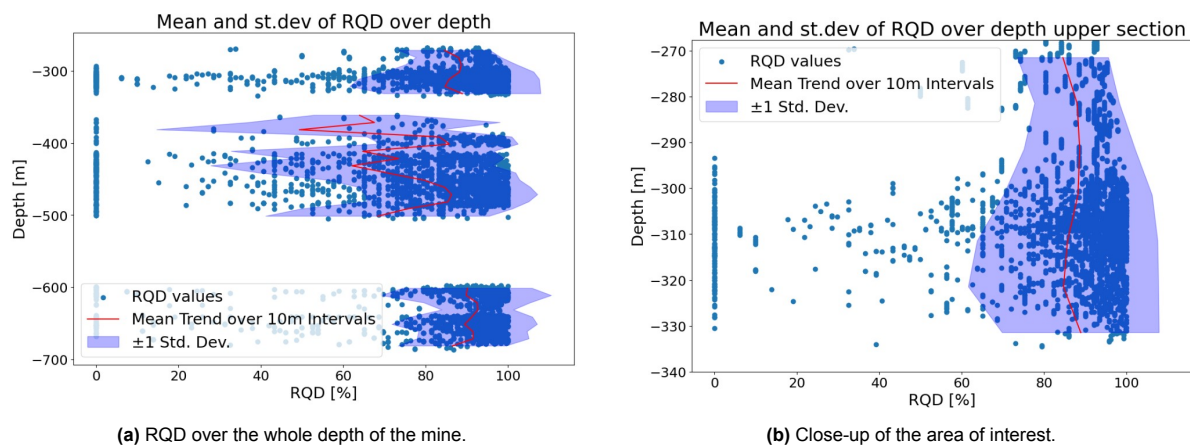 Mean and st.dev of RQD over depth
−300
−400
−500
−600
−700
Depth [m]
RQD values
Mean Trend over 10m Intervals
±1 Std. Dev.
0 20 40 60 80 100
RQD [%]
(a) RQD over the whole depth of the mine.
Mean and st.dev of RQD over depth upper section
−270
−280
−290
−300
−310
−320
−330
−340
Depth [m]
RQD values
Mean Trend over 10m Intervals
±1 Std. Dev.
0 20 40 60 80 100
RQD [%]
(b) Close-up of the area of interest.